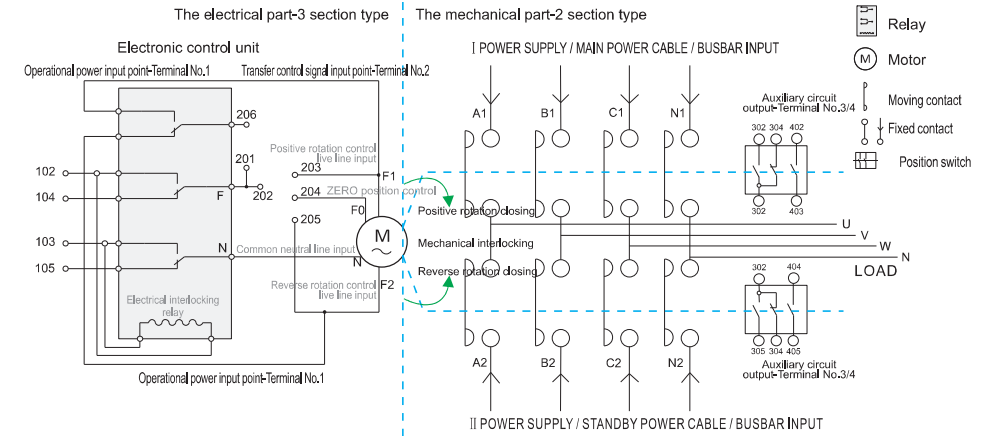 The electrical part-3 section type
The mechanical part-2 section type
Electronic control unit
Operational power input point-Terminal No.1
Transfer control signal input point-Terminal No.2
I POWER SUPPLY / MAIN POWER CABLE / BUSBAR INPUT
Relay
M
Motor
Moving contact
Fixed contact
Position switch
A1
B1
C1
N1
Auxiliary circuit
output-Terminal No.3/4
302 304 402
302 403
206
201
202
F
102
104
103
105
N
Positive rotation control
live line input
203
F1
204
ZERO position control
F0
205
M
Common neutral line input
N
Reverse rotation control
live line input
F2
Electrical interlocking
relay
Operational power input point-Terminal No.1
Positive rotation closing
Mechanical interlocking
Reverse rotation closing
U
V
W
N
LOAD
302 404
305 304 405
Auxiliary circuit
output-Terminal No.3/4
A2
B2
C2
N2
II POWER SUPPLY / STANDBY POWER CABLE / BUSBAR INPUT